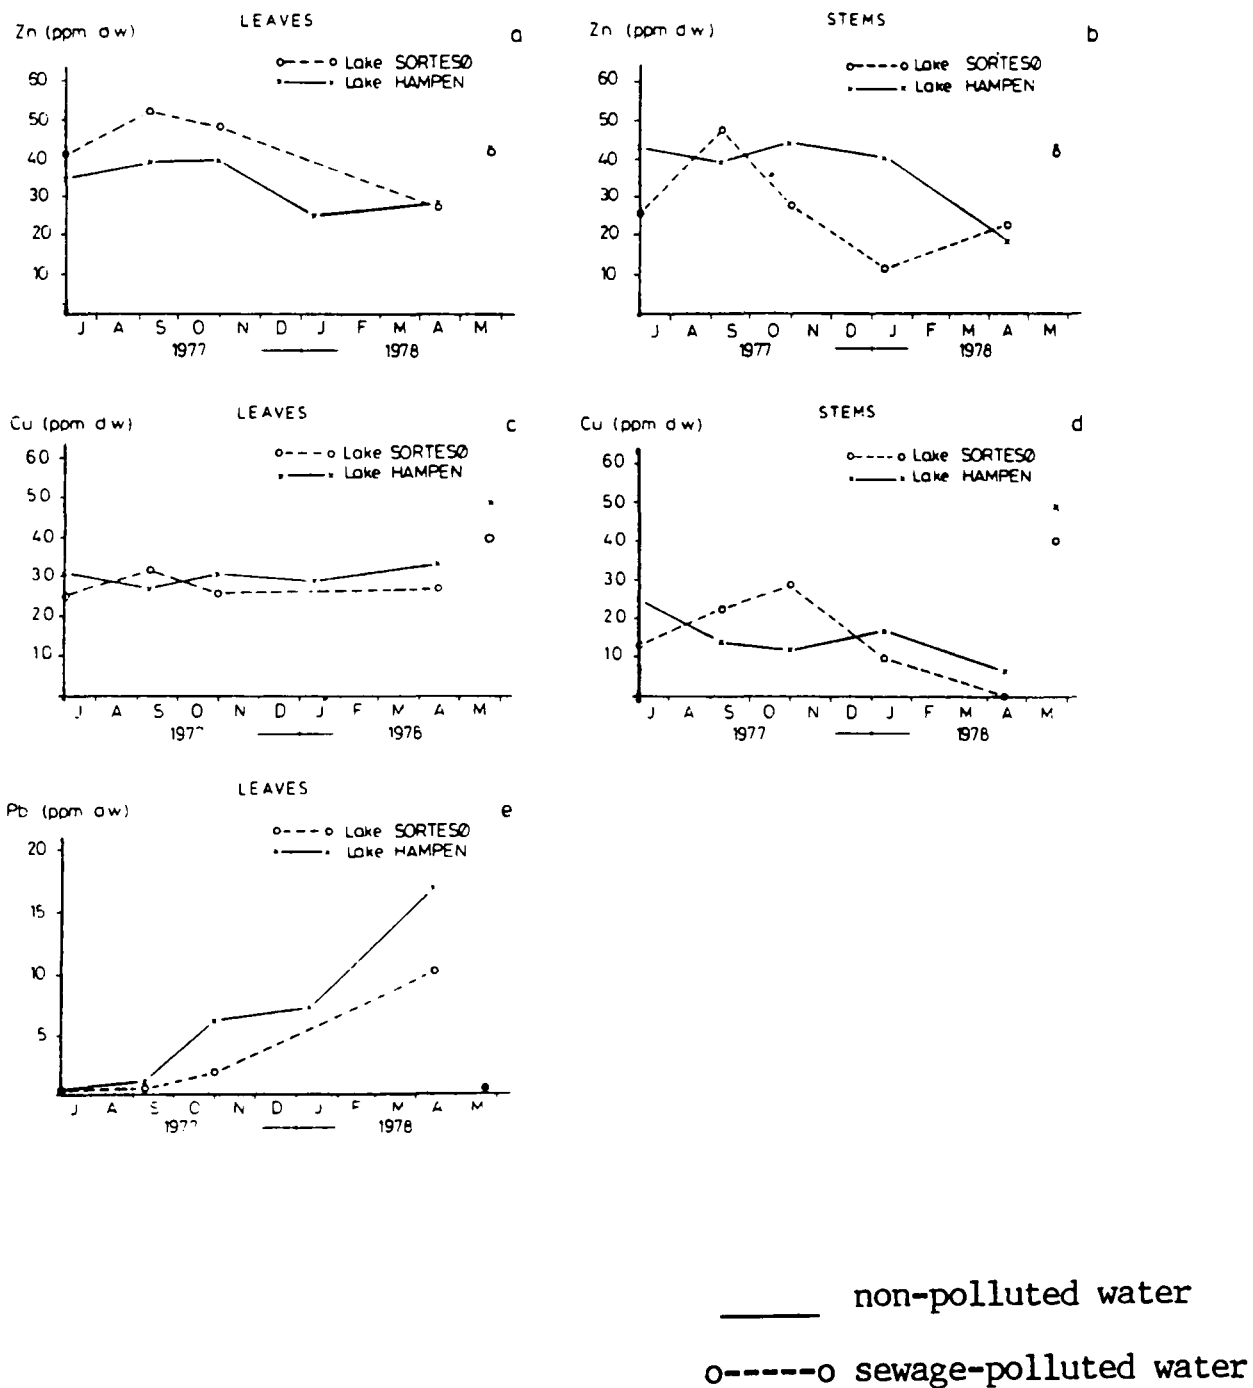 LEAVES
Zn (ppm dw)
a
o---o Lake SORTESØ
x——x Lake HAMPEN
60
50
40
30
20
10
J A S O N D J F M A M
1977 1978
STEMS
Zn (ppm dw)
b
o----o Lake SORTESØ
x——x Lake HAMPEN
60
50
40
30
20
10
J A S O N D J F M A M
1977 1978
LEAVES
Cu (ppm dw)
c
o---o Lake SORTESØ
x——x Lake HAMPEN
60
50
40
30
20
10
J A S O N D J F M A M
1977 1978
STEMS
Cu (ppm dw)
d
o----o Lake SORTESØ
x——x Lake HAMPEN
60
50
40
30
20
10
J A S O N D J F M A M
1977 1978
LEAVES
Pb (ppm dw)
e
o---o Lake SORTESØ
x——x Lake HAMPEN
20
15
10
5
J A S O N D J F M A M
1977 1978
non-polluted water
o-----o sewage-polluted water